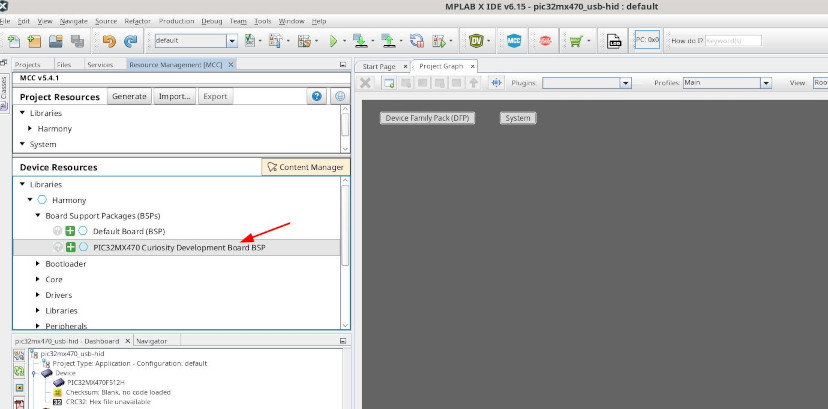 MPLAB X IDE v6.15 - pic32mx470_usb-hid : default
File Edit View Navigate Source Refactor Production Debug Team Tools Window Help
default
PC: 0x0
How do I? Keyword(s)
Projects Files Services Resource Management (MCC) x
Start Page x Project Graph x
MCC v5.4.1
Classes
Project Resources Generate Import... Export ?
Plugins: Profiles: Main View: Root
Libraries
Harmony
System
Device Family Pack (DFP) System
Device Resources Content Manager
Libraries
Harmony
Board Support Packages (BSPs)
Default Board (BSP)
PIC32MX470 Curiosity Development Board BSP
Bootloader
Core
Drivers
Libraries
Peripherals
pic32mx470_usb-hid - Dashboard x Navigator
pic32mx470_usb-hid
Project Type: Application - Configuration: default
Device
PIC32MX470F512H
Checksum: Blank, no code loaded
CRC32: Hex file unavailable